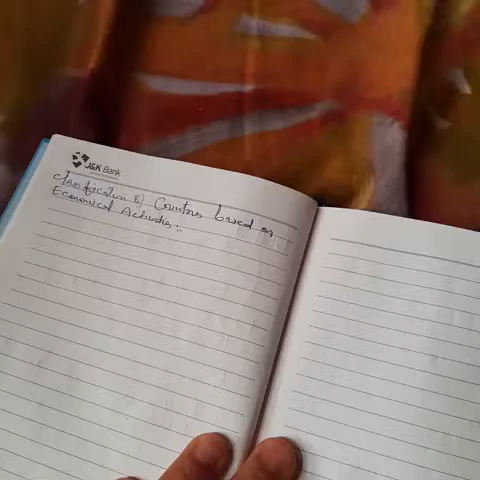 J&K Bank
Classification of Countries based on
Economical Activities :-